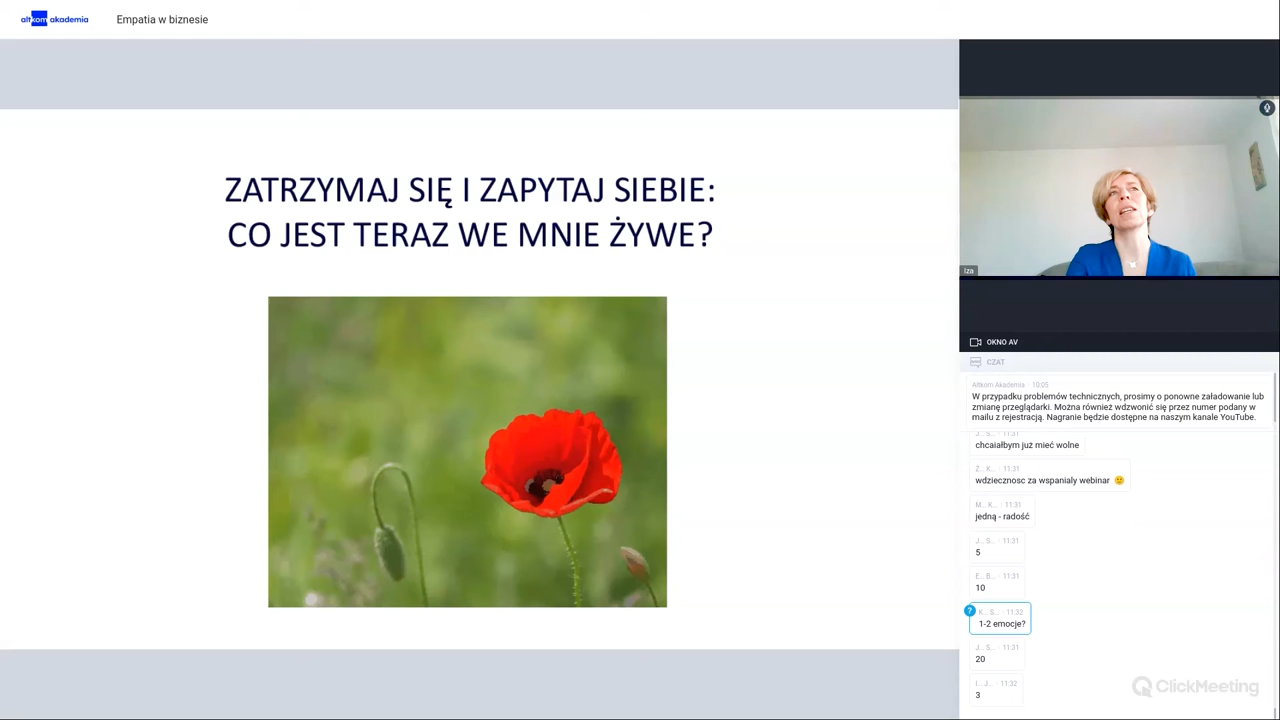 altkom akademia
Empatia w biznesie
ZATRZYMAJ SIĘ I ZAPYTAJ SIEBIE:
CO JEST TERAZ WE MNIE ŻYWE?
Iza
OKNO AV
CZAT
Altkom Akademia · 10:05
W przypadku problemów technicznych, prosimy o ponowne załadowanie lub
zmianę przeglądarki. Można również wdzwonić się przez numer podany w
mailu z rejestracją. Nagranie będzie dostępne na naszym kanale YouTube.
J... S... · 11:31
chcaiałbym już mieć wolne
Ż... K... · 11:31
wdziecznosc za wspanialy webinar 🙂
M... K... · 11:31
jedną - radość
J... S... · 11:31
5
E... B... · 11:31
10
?
K... S... · 11:32
1-2 emocje?
J... S... · 11:31
20
I... J... · 11:32
3
ClickMeeting